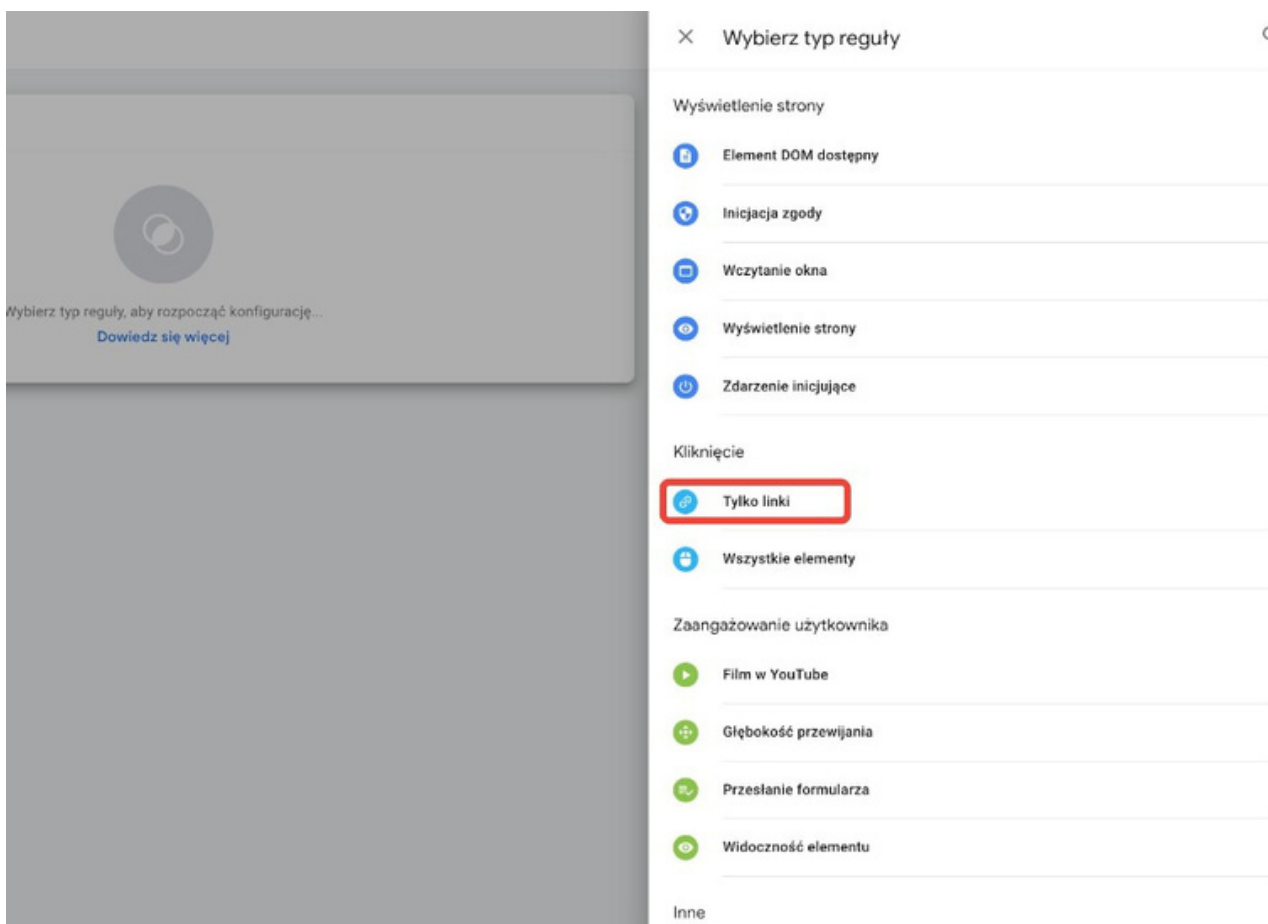 Wybierz typ reguły
Wyświetlenie strony
Element DOM dostępny
Inicjacja zgody
Wczytanie okna
Wyświetlenie strony
Zdarzenie inicjujące
Kliknięcie
Tylko linki
Wszystkie elementy
Zaangażowanie użytkownika
Film w YouTube
Głębokość przewijania
Przesłanie formularza
Widoczność elementu
Inne
Wybierz typ reguły, aby rozpocząć konfigurację...
Dowiedz się więcej